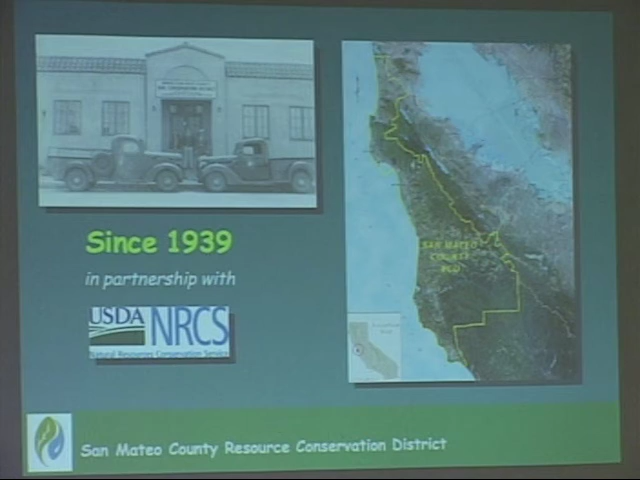 Since 1939
in partnership with
USDA NRCS
Natural Resources Conservation Service
SAN MATEO
COUNTY
RCD
San Mateo County Resource Conservation District